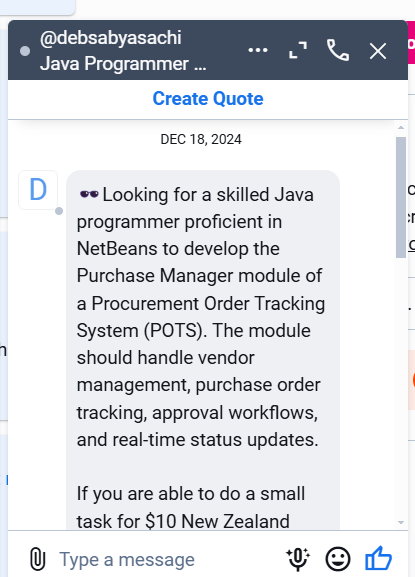 @debsabyasachi
Java Programmer ...
Create Quote
DEC 18, 2024
D
🕶️Looking for a skilled Java
programmer proficient in
NetBeans to develop the
Purchase Manager module of
a Procurement Order Tracking
System (POTS). The module
should handle vendor
management, purchase order
tracking, approval workflows,
and real-time status updates.
If you are able to do a small
task for $10 New Zealand
Type a message